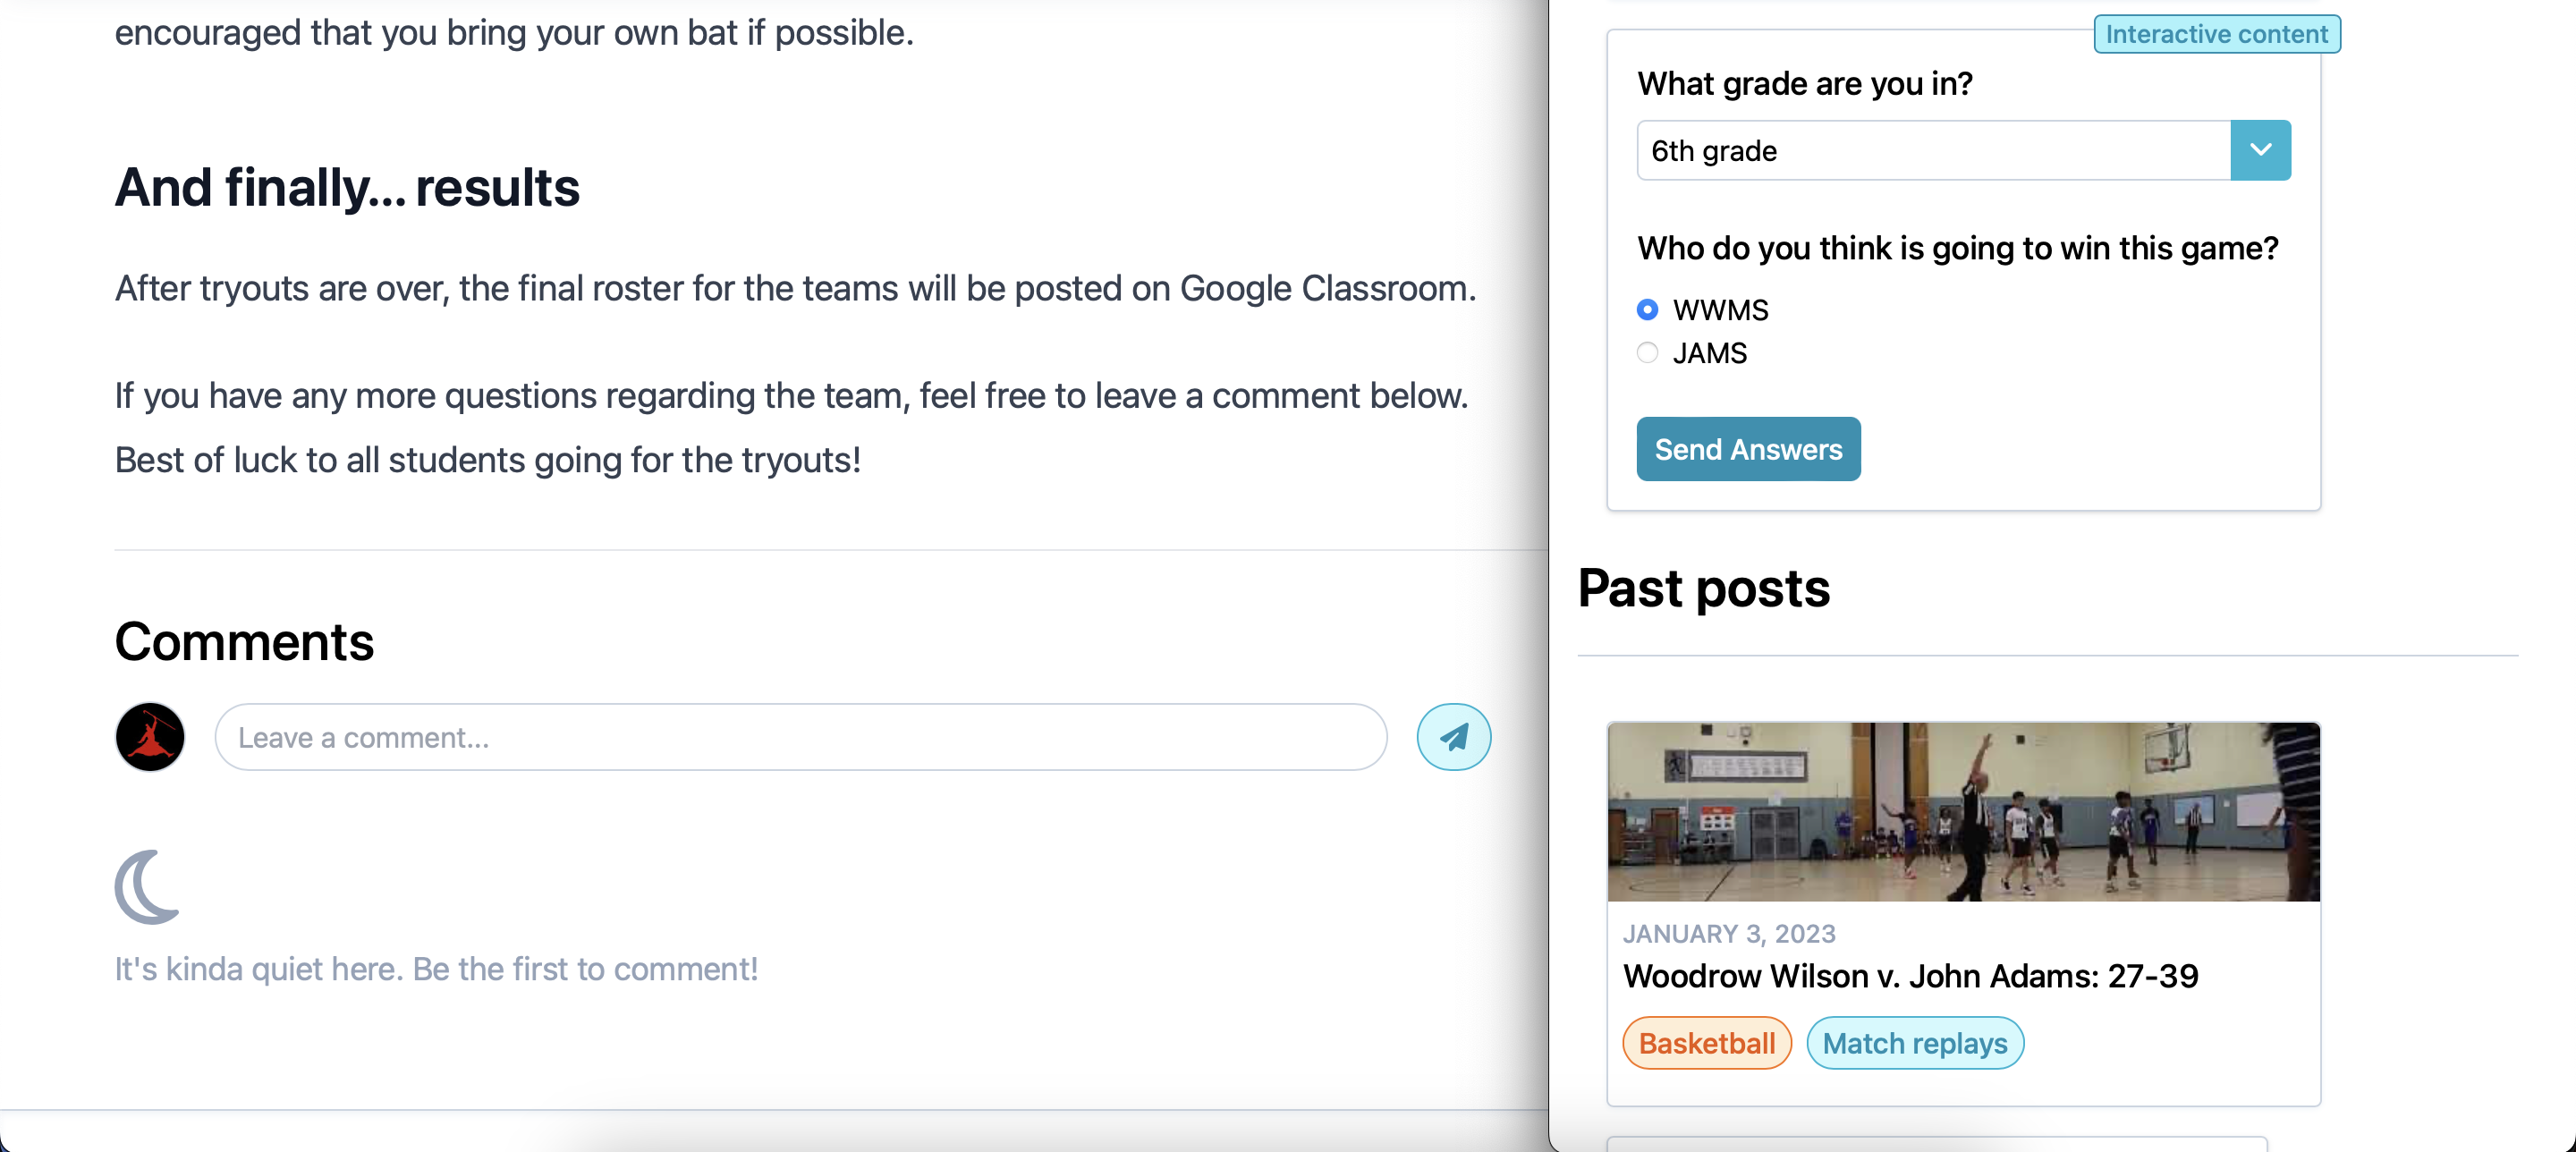 encouraged that you bring your own bat if possible.
And finally... results
After tryouts are over, the final roster for the teams will be posted on Google Classroom.
If you have any more questions regarding the team, feel free to leave a comment below.
Best of luck to all students going for the tryouts!
Comments
Leave a comment...
It's kinda quiet here. Be the first to comment!
Interactive content
What grade are you in?
6th grade
Who do you think is going to win this game?
WWMS
JAMS
Send Answers
Past posts
JANUARY 3, 2023
Woodrow Wilson v. John Adams: 27-39
Basketball
Match replays